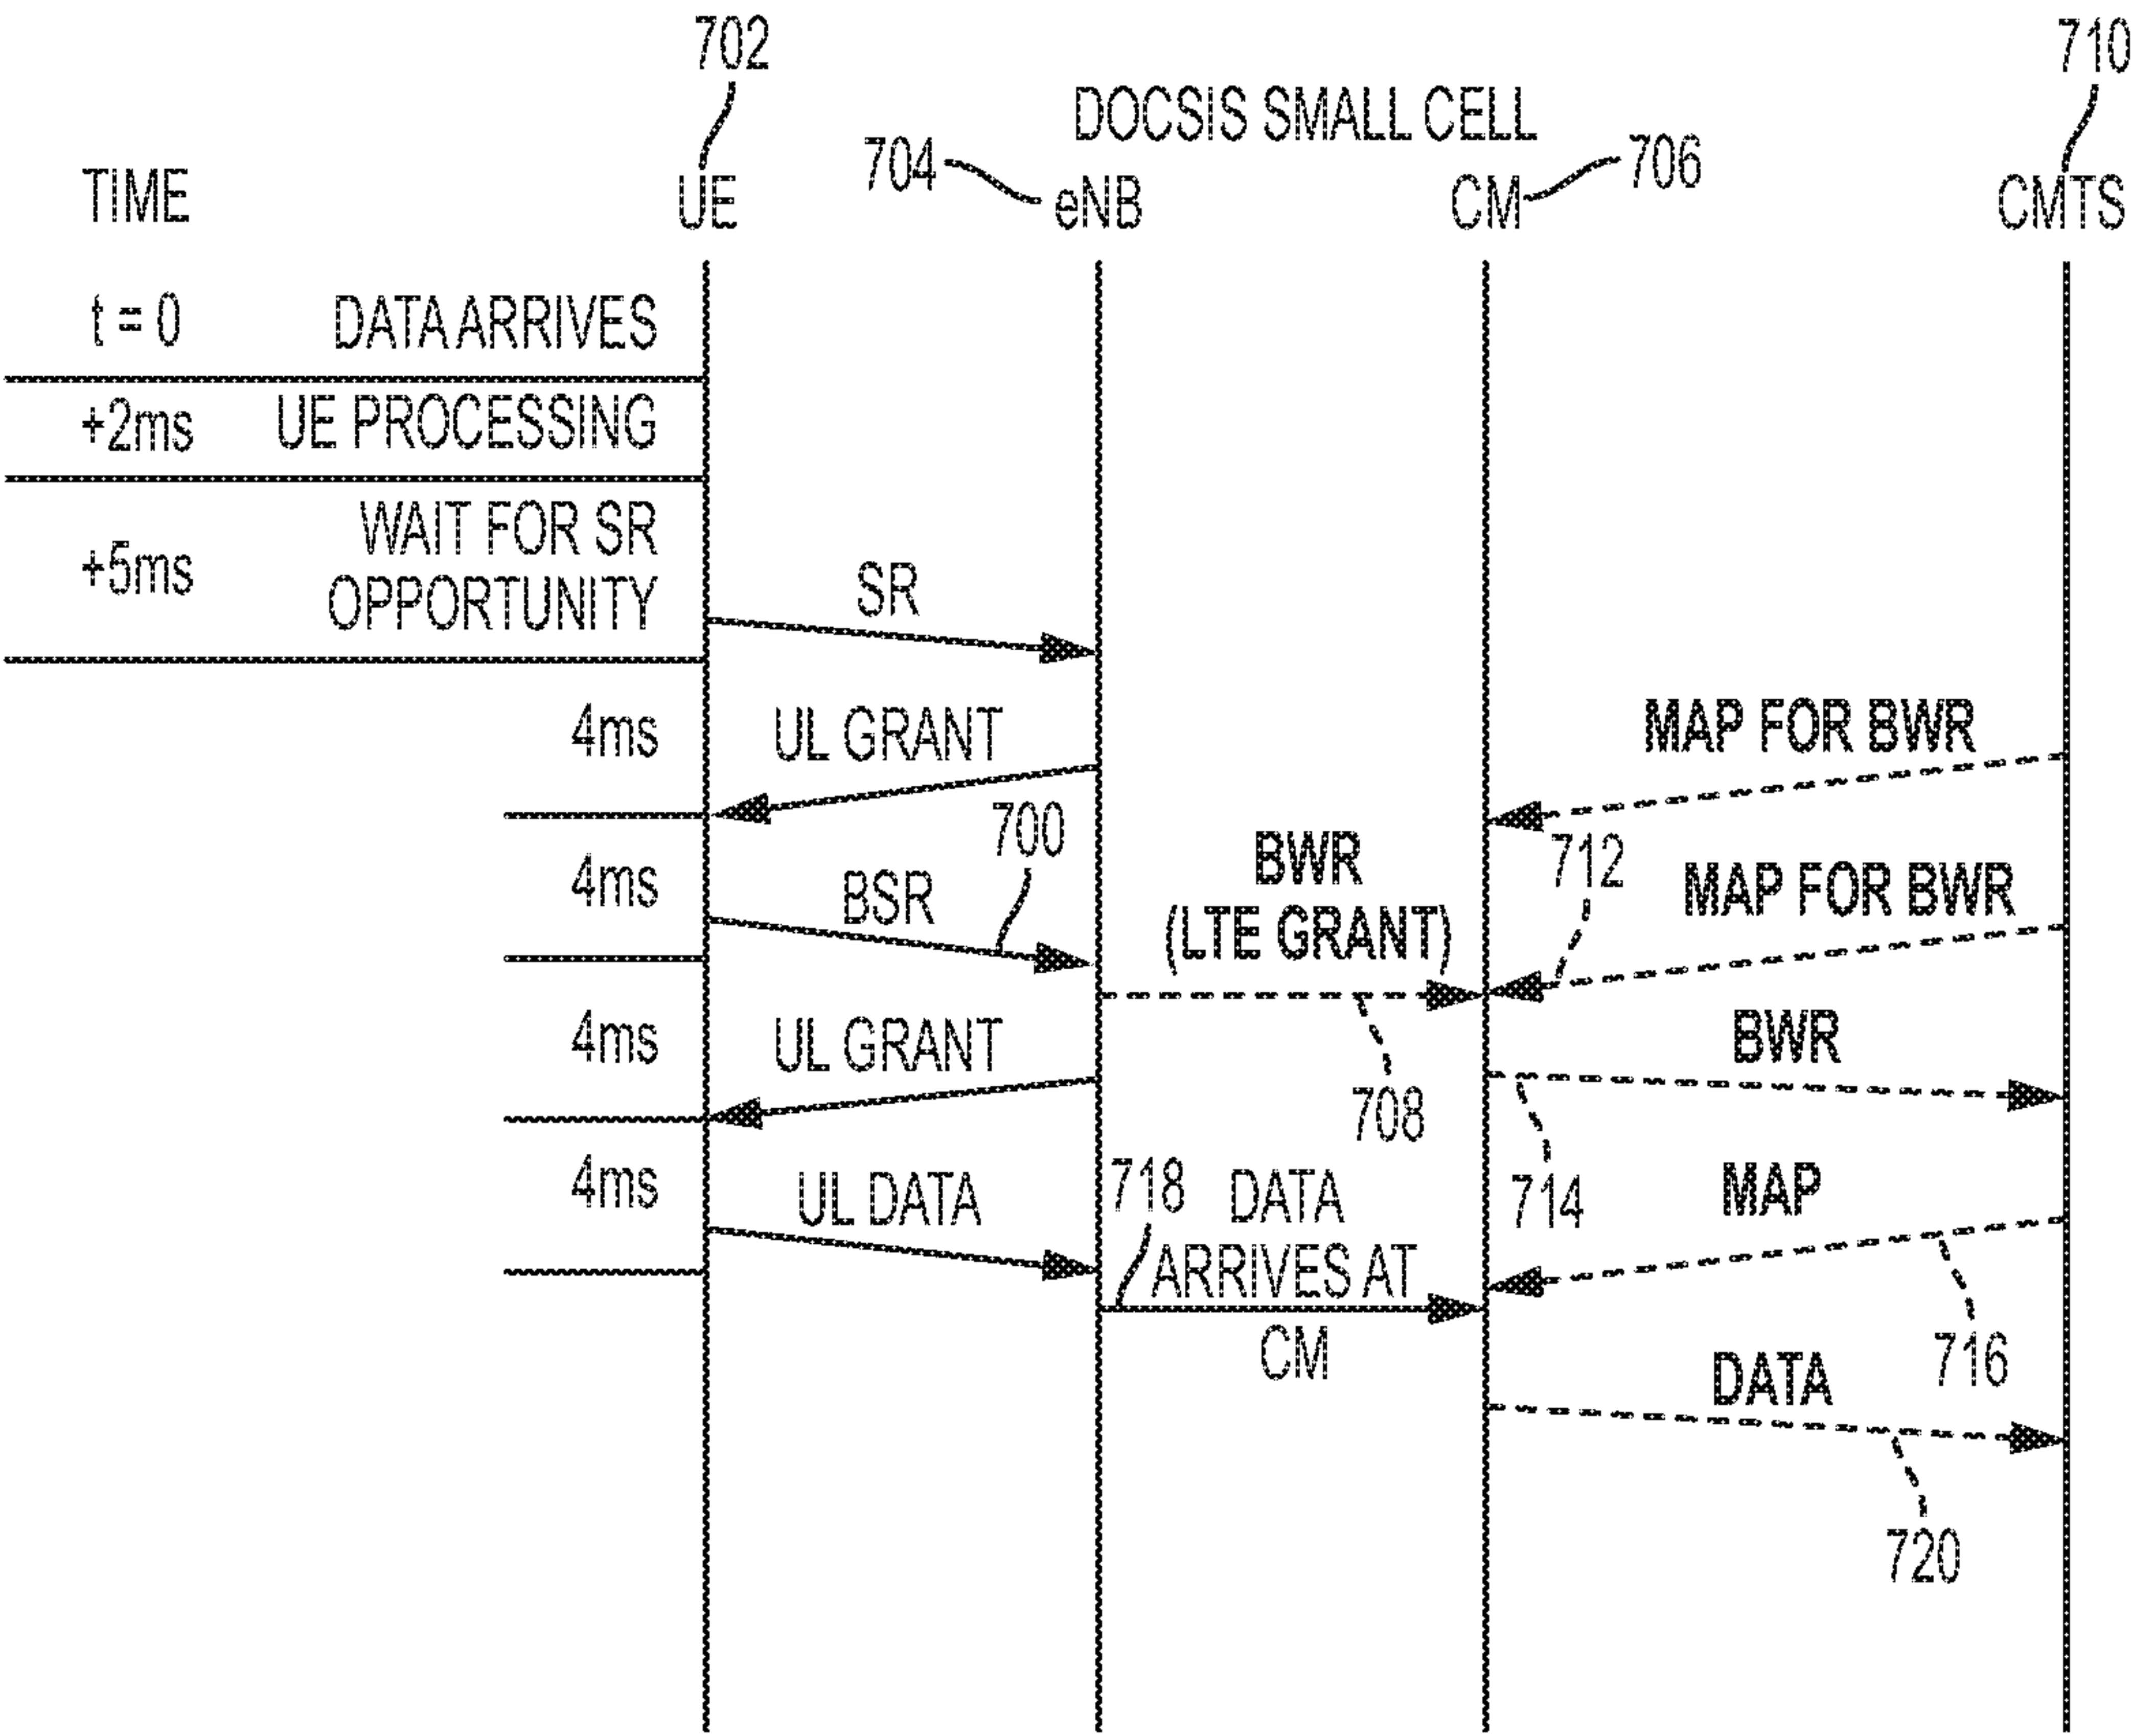 702
710
DOCSIS SMALL CELL
704
706
TIME
UE
eNB
CM
CMTS
t = 0
DATA ARRIVES
+2ms
UE PROCESSING
+5ms
WAIT FOR SR
OPPORTUNITY
SR
4ms
UL GRANT
MAP FOR BWR
700
4ms
BSR
BWR
(LTE GRANT)
712
MAP FOR BWR
4ms
UL GRANT
708
BWR
714
4ms
UL DATA
718
DATA
ARRIVES AT
CM
MAP
716
DATA
720